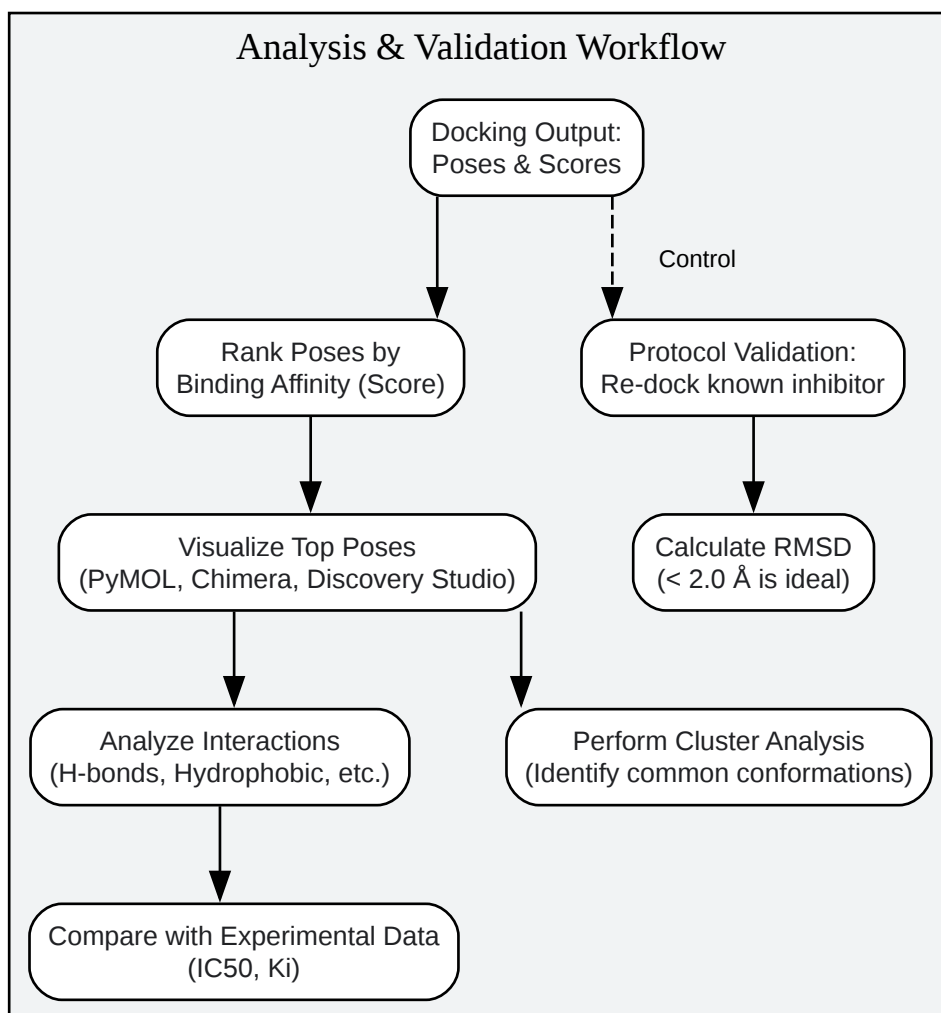 Analysis & Validation Workflow
Docking Output:
Poses & Scores
Control
Rank Poses by
Binding Affinity (Score)
Protocol Validation:
Re-dock known inhibitor
Visualize Top Poses
(PyMOL, Chimera, Discovery Studio)
Calculate RMSD
(< 2.0 Å is ideal)
Analyze Interactions
(H-bonds, Hydrophobic, etc.)
Perform Cluster Analysis
(Identify common conformations)
Compare with Experimental Data
(IC50, Ki)